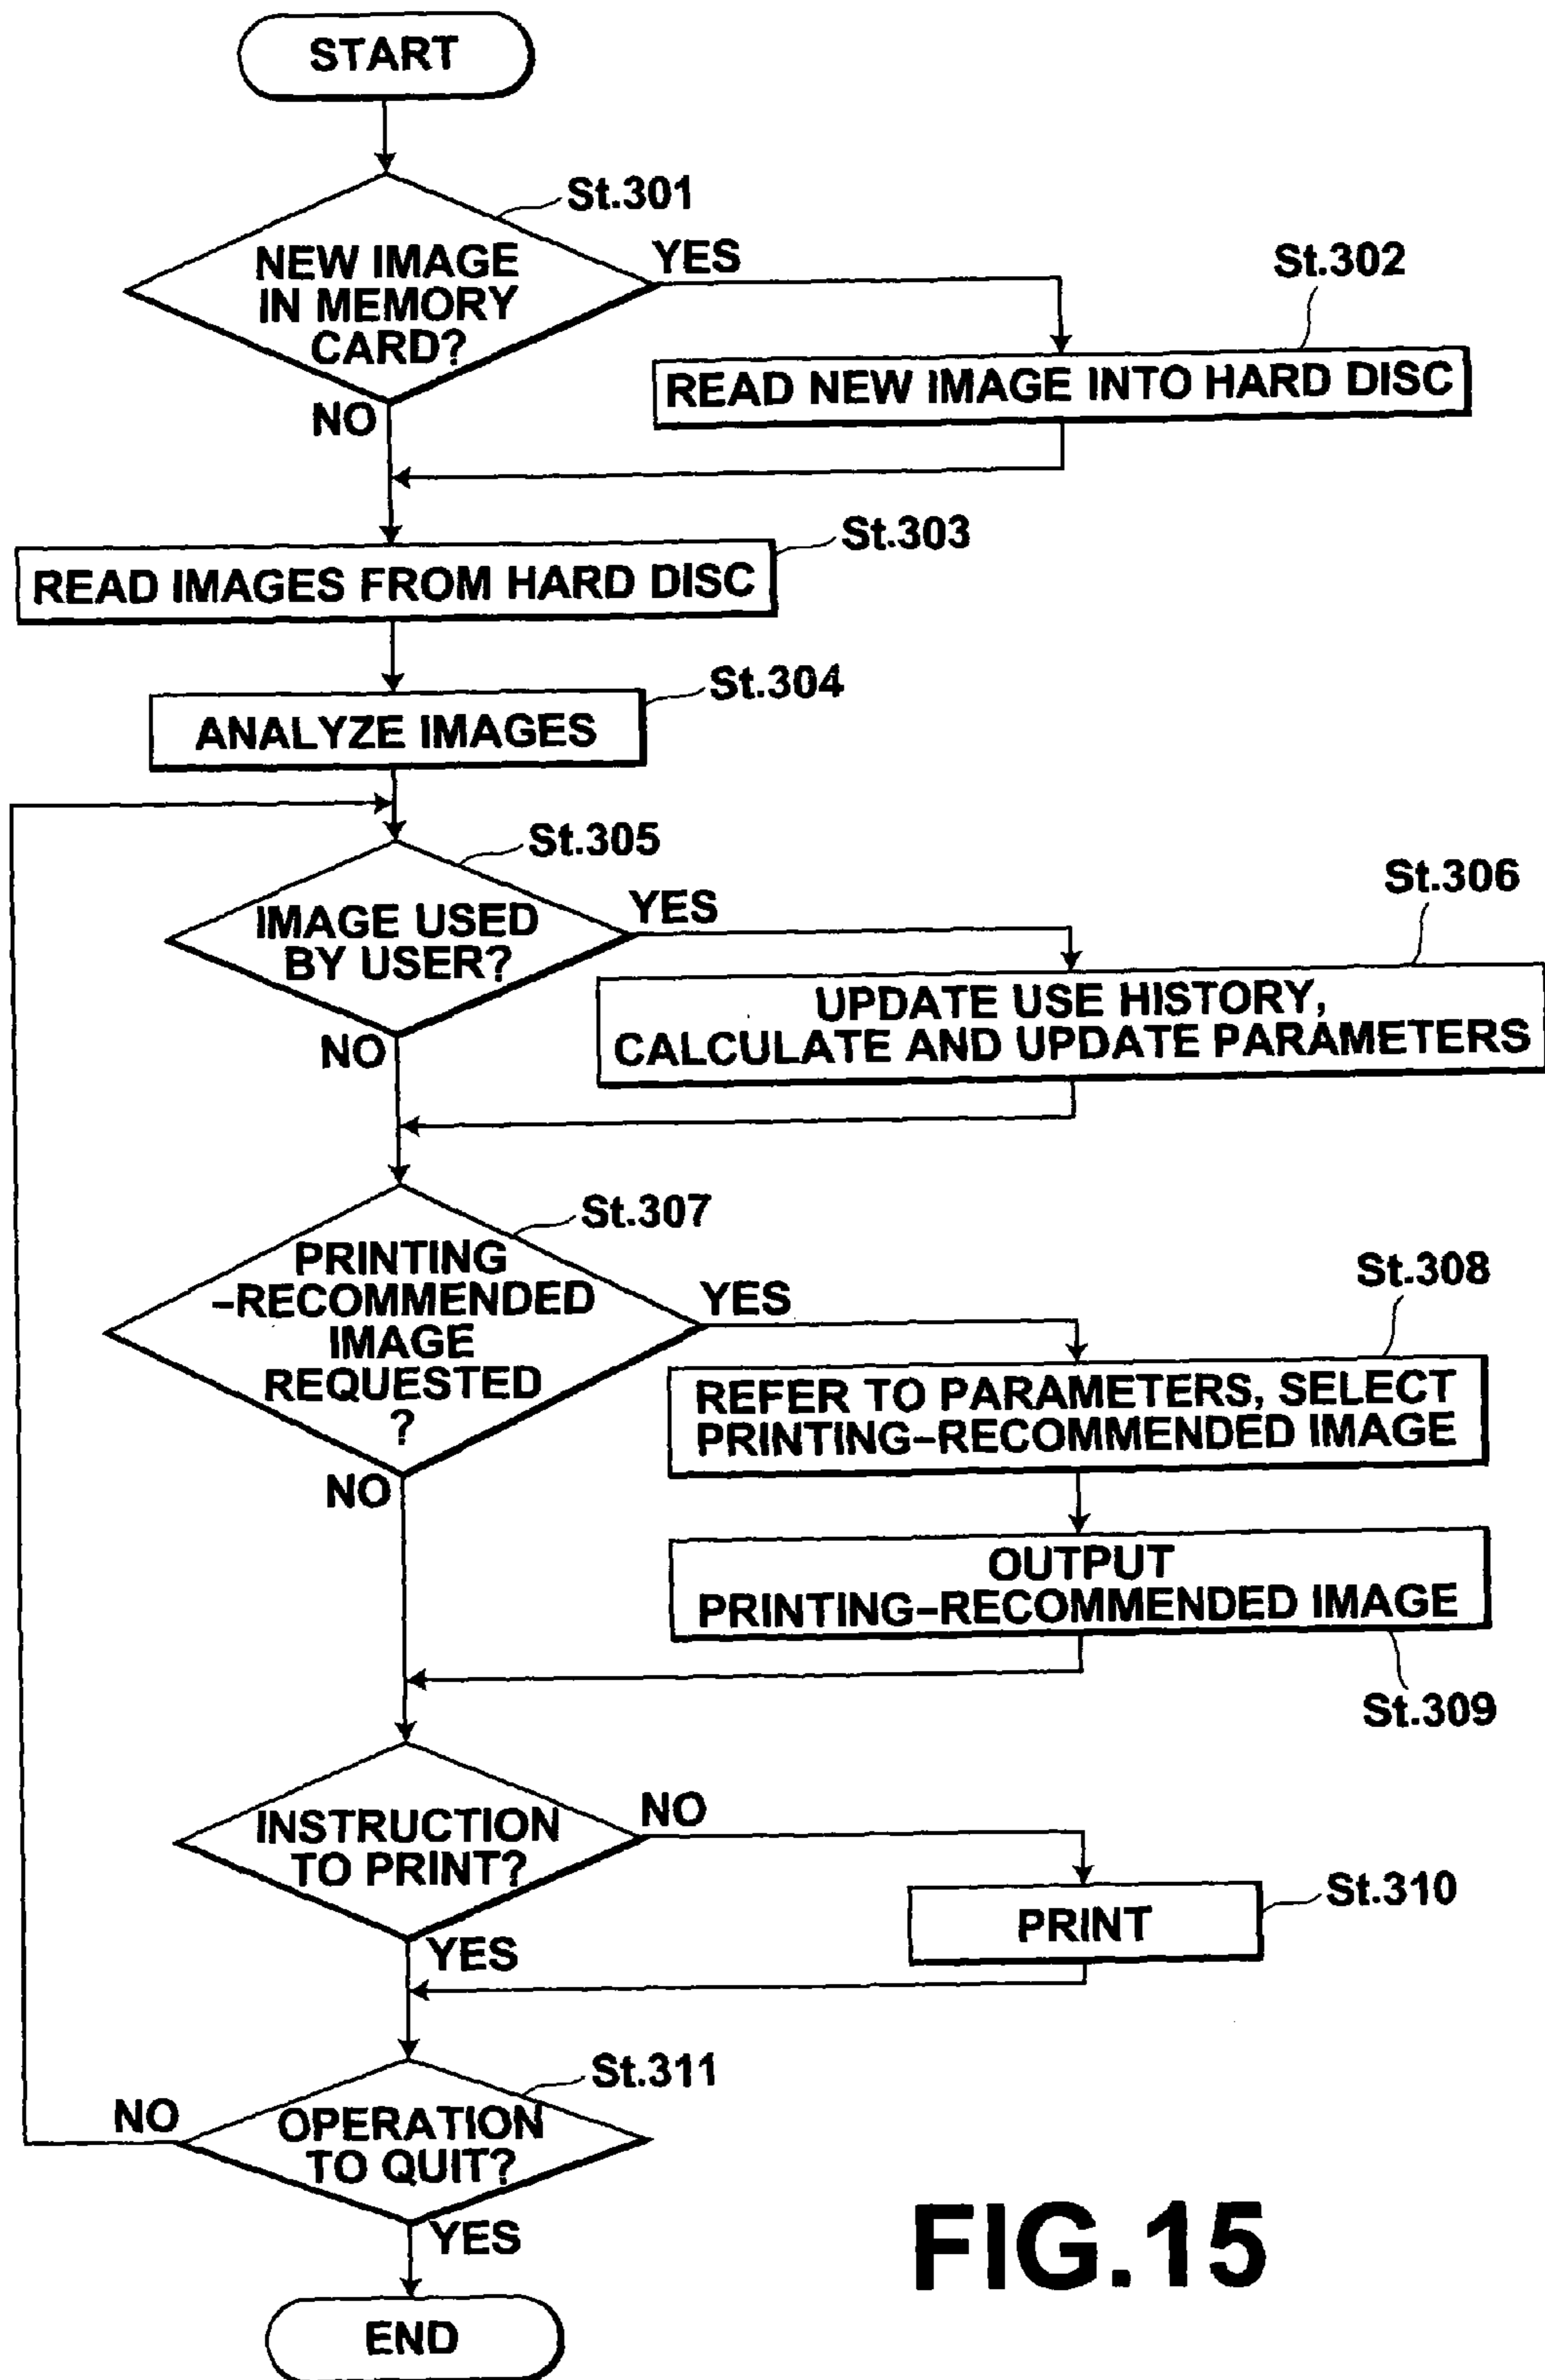 START
St.301
NEW IMAGE
IN MEMORY
CARD?
YES
NO
St.302
READ NEW IMAGE INTO HARD DISC
St.303
READ IMAGES FROM HARD DISC
St.304
ANALYZE IMAGES
St.305
IMAGE USED
BY USER?
YES
NO
St.306
UPDATE USE HISTORY,
CALCULATE AND UPDATE PARAMETERS
St.307
PRINTING
-RECOMMENDED
IMAGE
REQUESTED
?
YES
NO
St.308
REFER TO PARAMETERS, SELECT
PRINTING-RECOMMENDED IMAGE
OUTPUT
PRINTING-RECOMMENDED IMAGE
St.309
INSTRUCTION
TO PRINT?
NO
YES
St.310
PRINT
St.311
OPERATION
TO QUIT?
NO
YES
END
FIG.15